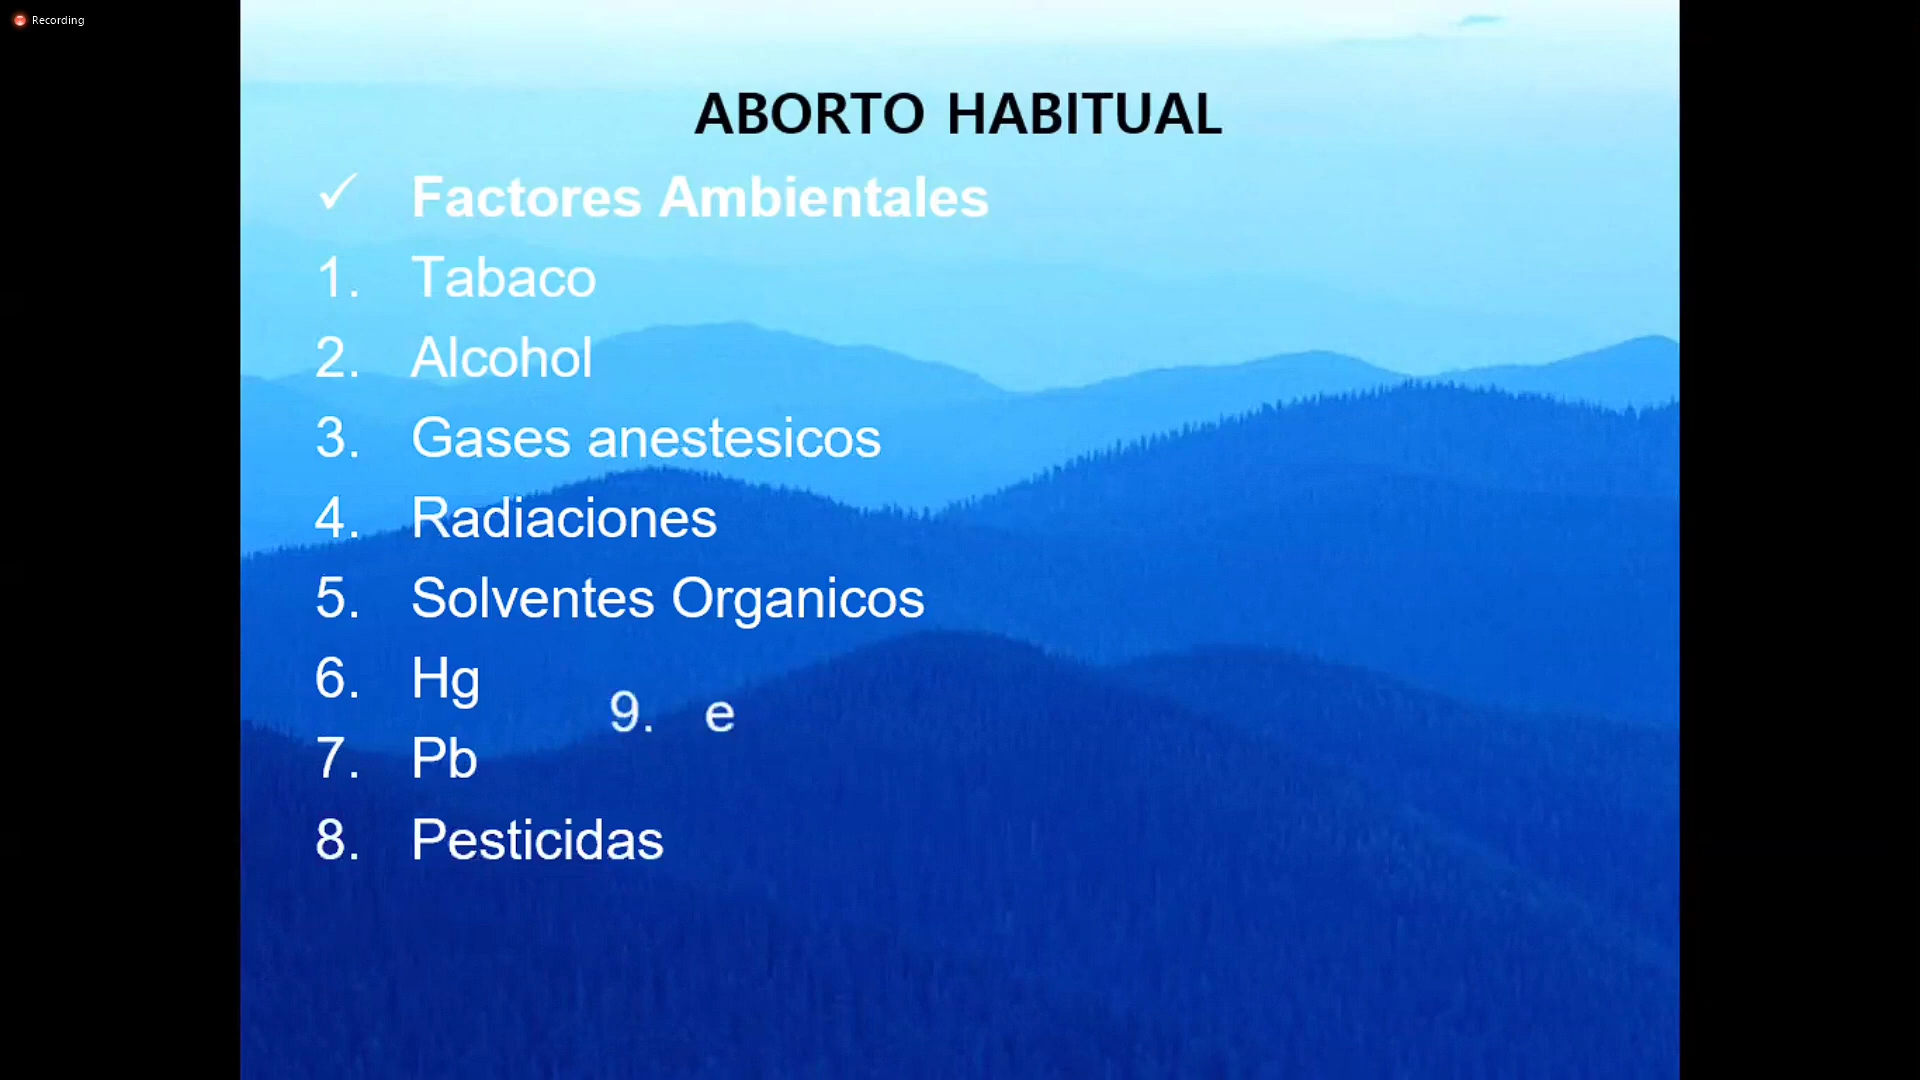 Recording
ABORTO HABITUAL
✓ Factores Ambientales
1. Tabaco
2. Alcohol
3. Gases anestesicos
4. Radiaciones
5. Solventes Organicos
6. Hg
7. Pb
8. Pesticidas
9. e